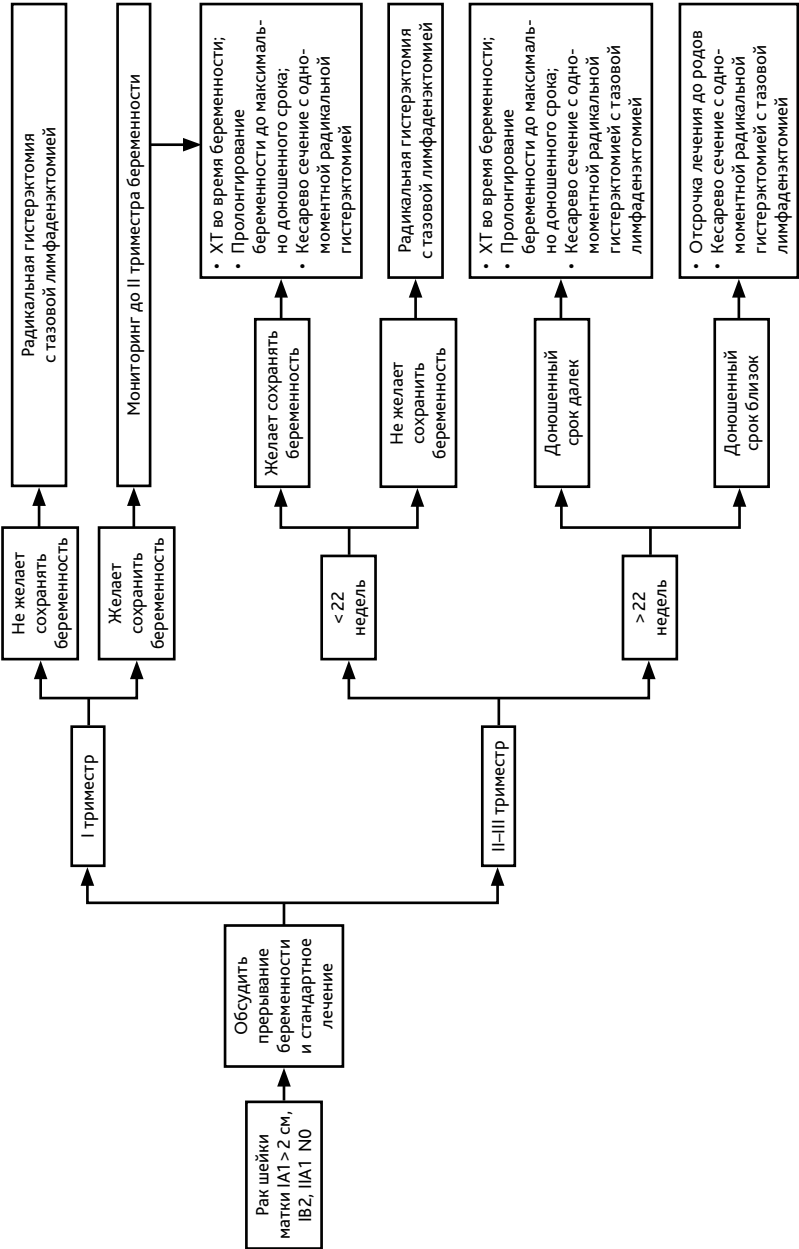 Рак шейки
матки IA1 > 2 см,
IB2, IIA1 N0
Обсудить
прерывание
беременности
и стандартное
лечение
I триместр
Не желает
сохранять
беременность
Радикальная гистерэктомия
с тазовой лимфаденэктомией
Желает
сохранить
беременность
Мониторинг до II триместра беременности
II–III триместр
< 22
недель
Желает сохранять
беременность
• ХТ во время беременности;
• Пролонгирование
беременности до максималь-
но доношенного срока;
• Кесарево сечение с одно-
моментной радикальной
гистерэктомией
Не желает
сохранить
беременность
Радикальная гистерэктомия
с тазовой лимфаденэктомией
> 22
недель
Доношенный
срок далек
• ХТ во время беременности;
• Пролонгирование
беременности до максималь-
но доношенного срока;
• Кесарево сечение с одно-
моментной радикальной
гистерэктомией с тазовой
лимфаденэктомией
Доношенный
срок близок
• Отсрочка лечения до родов
• Кесарево сечение с одно-
моментной радикальной
гистерэктомией с тазовой
лимфаденэктомией